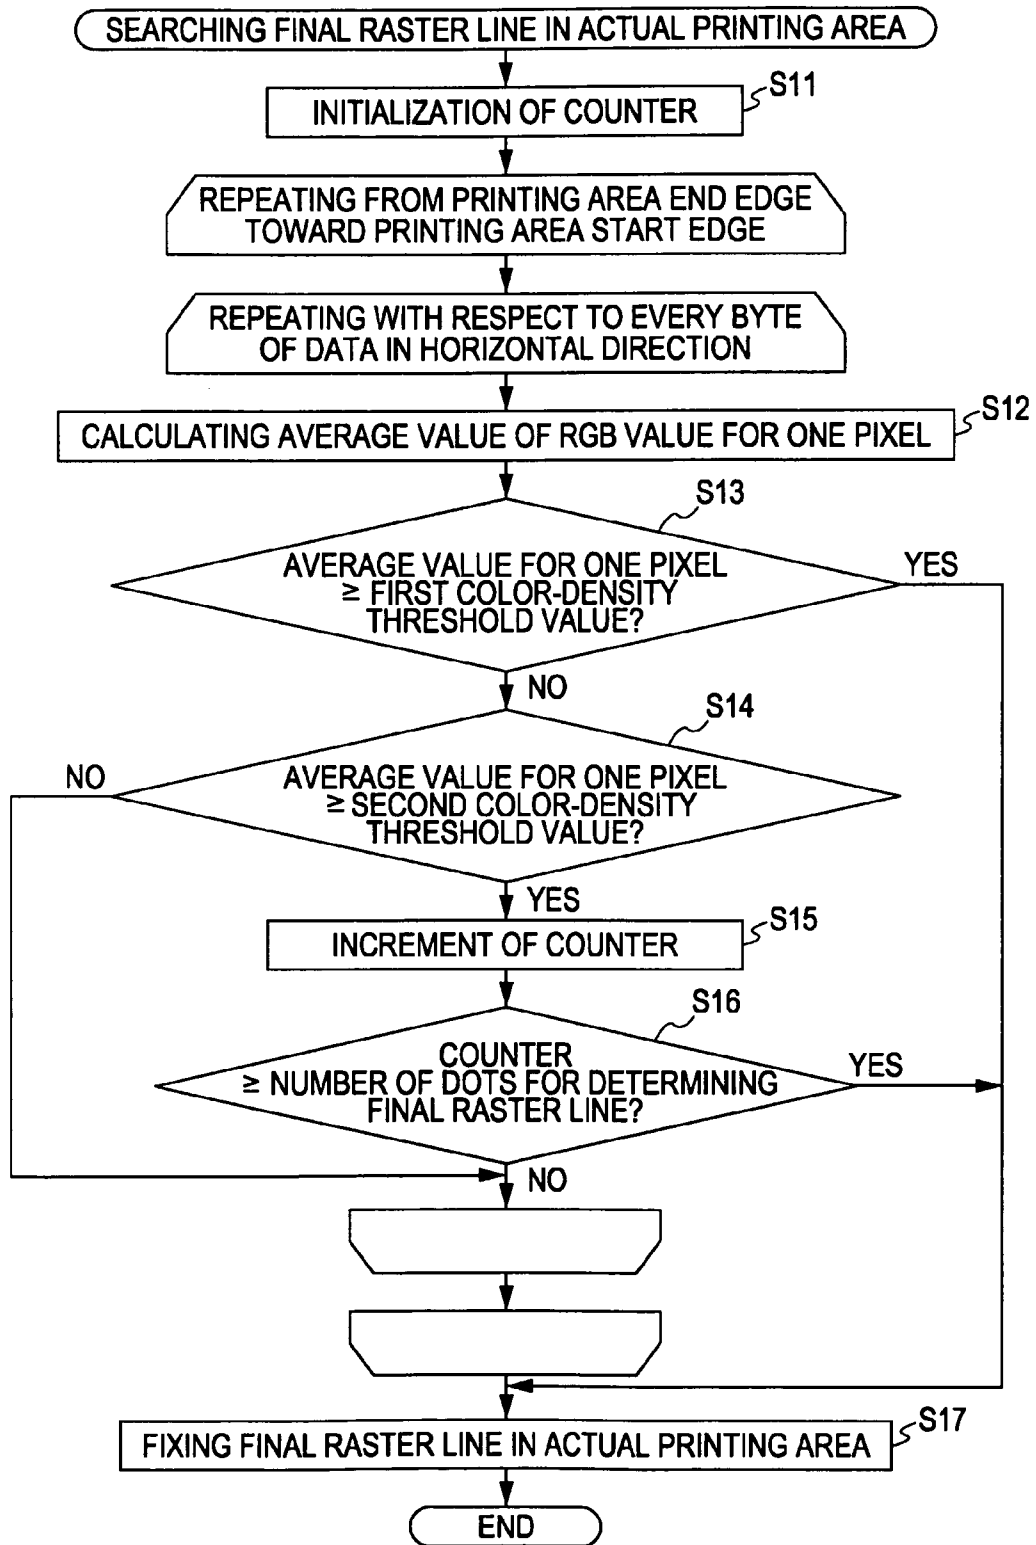 SEARCHING FINAL RASTER LINE IN ACTUAL PRINTING AREA
S11
INITIALIZATION OF COUNTER
REPEATING FROM PRINTING AREA END EDGE
TOWARD PRINTING AREA START EDGE
REPEATING WITH RESPECT TO EVERY BYTE
OF DATA IN HORIZONTAL DIRECTION
S12
CALCULATING AVERAGE VALUE OF RGB VALUE FOR ONE PIXEL
S13
AVERAGE VALUE FOR ONE PIXEL
≥ FIRST COLOR-DENSITY
THRESHOLD VALUE?
YES
NO
S14
AVERAGE VALUE FOR ONE PIXEL
≥ SECOND COLOR-DENSITY
THRESHOLD VALUE?
NO
YES
S15
INCREMENT OF COUNTER
S16
COUNTER
≥ NUMBER OF DOTS FOR DETERMINING
FINAL RASTER LINE?
YES
NO
S17
FIXING FINAL RASTER LINE IN ACTUAL PRINTING AREA
END